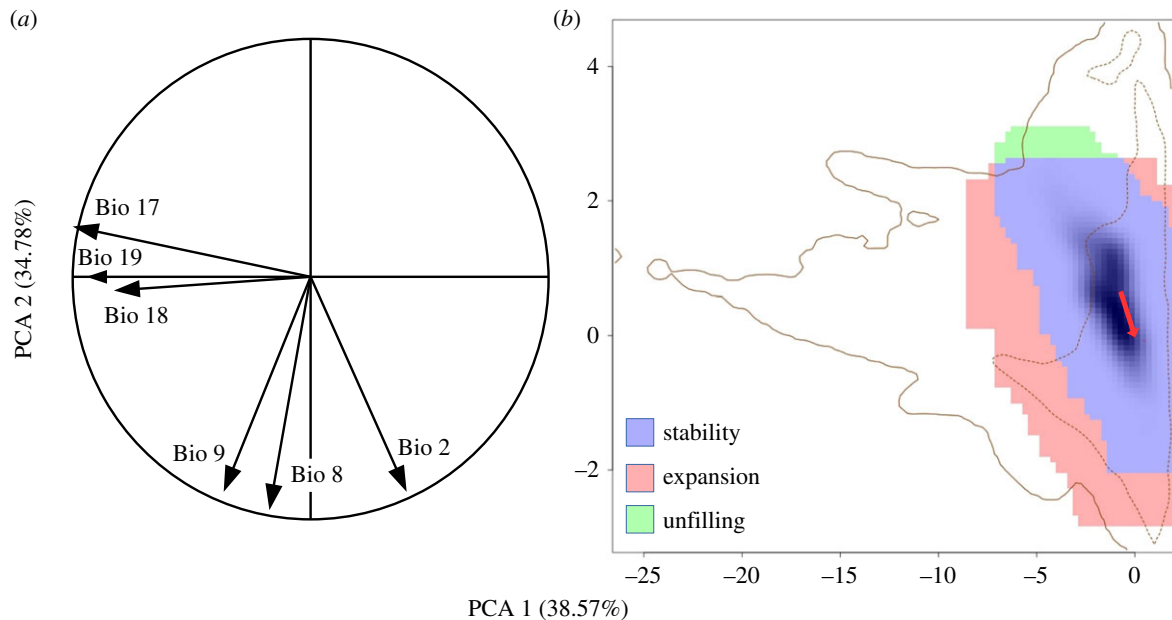 (a)
PCA 2 (34.78%)
Bio 17
Bio 19
Bio 18
Bio 9
Bio 8
Bio 2
(b)
4
2
0
–2
stability
expansion
unfilling
–25
–20
–15
–10
–5
0
PCA 1 (38.57%)